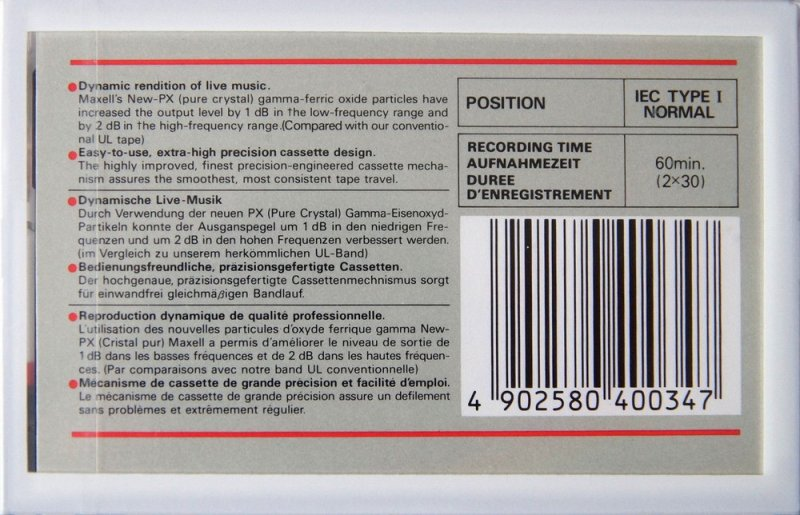 ●Dynamic rendition of live music.
Maxell's New-PX (pure crystal) gamma-ferric oxide particles have
increased the output level by 1 dB in the low-frequency range and
by 2 dB in the high-frequency range.(Compared with our conventio-
nal UL tape)
●Easy-to-use, extra-high precision cassette design.
The highly improved, finest precision-engineered cassette mecha-
nism assures the smoothest, most consistent tape travel.
●Dynamische Live-Musik
Durch Verwendung der neuen PX (Pure Crystal) Gamma-Eisenoxyd-
Partikeln konnte der Ausganspegel um 1 dB in den niedrigen Fre-
quenzen und um 2 dB in den hohen Frequenzen verbessert werden.
(im Vergleich zu unserem herkömmlichen UL-Band)
●Bedienungsfreundliche, präzisionsgefertigte Cassetten.
Der hochgenaue, präzisionsgefertigte Cassettenmechnismus sorgt
für einwandfrei gleichmäβigen Bandlauf.
●Reproduction dynamique de qualité professionnelle.
L'utilisation des nouvelles particules d'oxyde ferrique gamma New-
PX (Cristal pur) Maxell a permis d'améliorer le niveau de sortie de
1 dB dans les basses fréquences et de 2 dB dans les hautes fréquen-
ces. (Par comparaisons avec notre band UL conventionelle)
●Mécanisme de cassette de grande précision et facilité d'emploi.
Le mécanisme de cassette de grande précision assure un defilement
sans problèmes et extrêmement régulier.
POSITION
IEC TYPE I
NORMAL
RECORDING TIME
AUFNAHMEZEIT
DUREE
D'ENREGISTREMENT
60min.
(2×30)
4 902580 400347